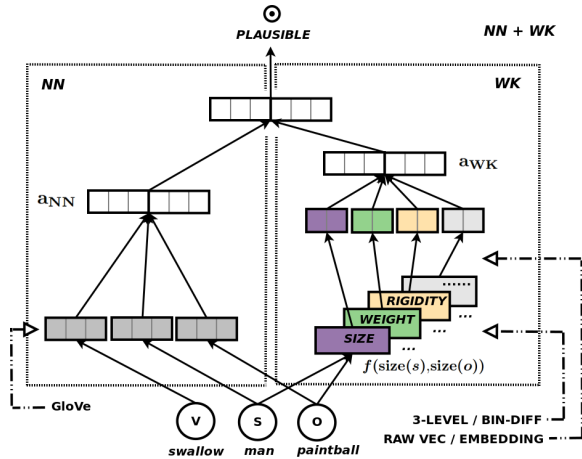 PLAUSIBLE
NN + WK
NN
WK
a_WK
a_NN
......
RIGIDITY
...
WEIGHT
...
SIZE
...
f(size(s),size(o))
GloVe
V
S
O
3-LEVEL / BIN-DIFF
RAW VEC / EMBEDDING
swallow
man
paintball